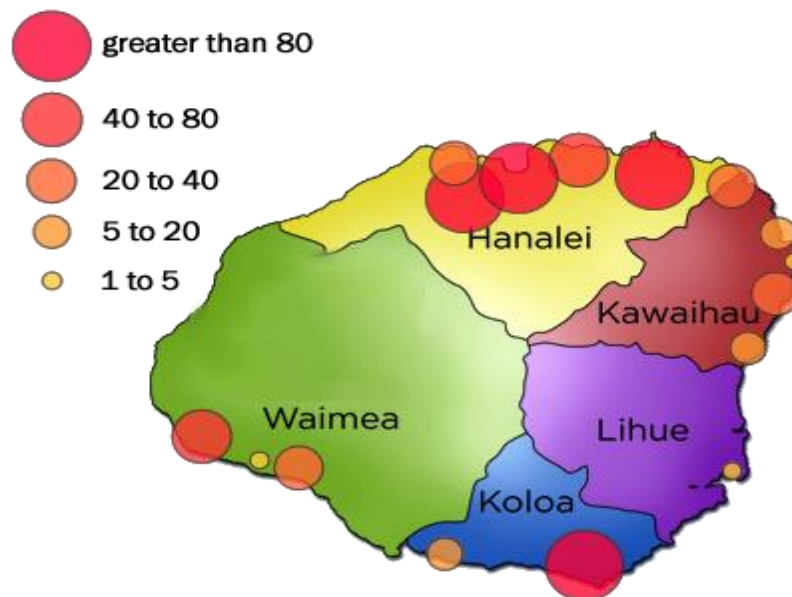 greater than 80
40 to 80
20 to 40
5 to 20
1 to 5
Hanalei
Kawaihau
Waimea
Lihue
Koloa